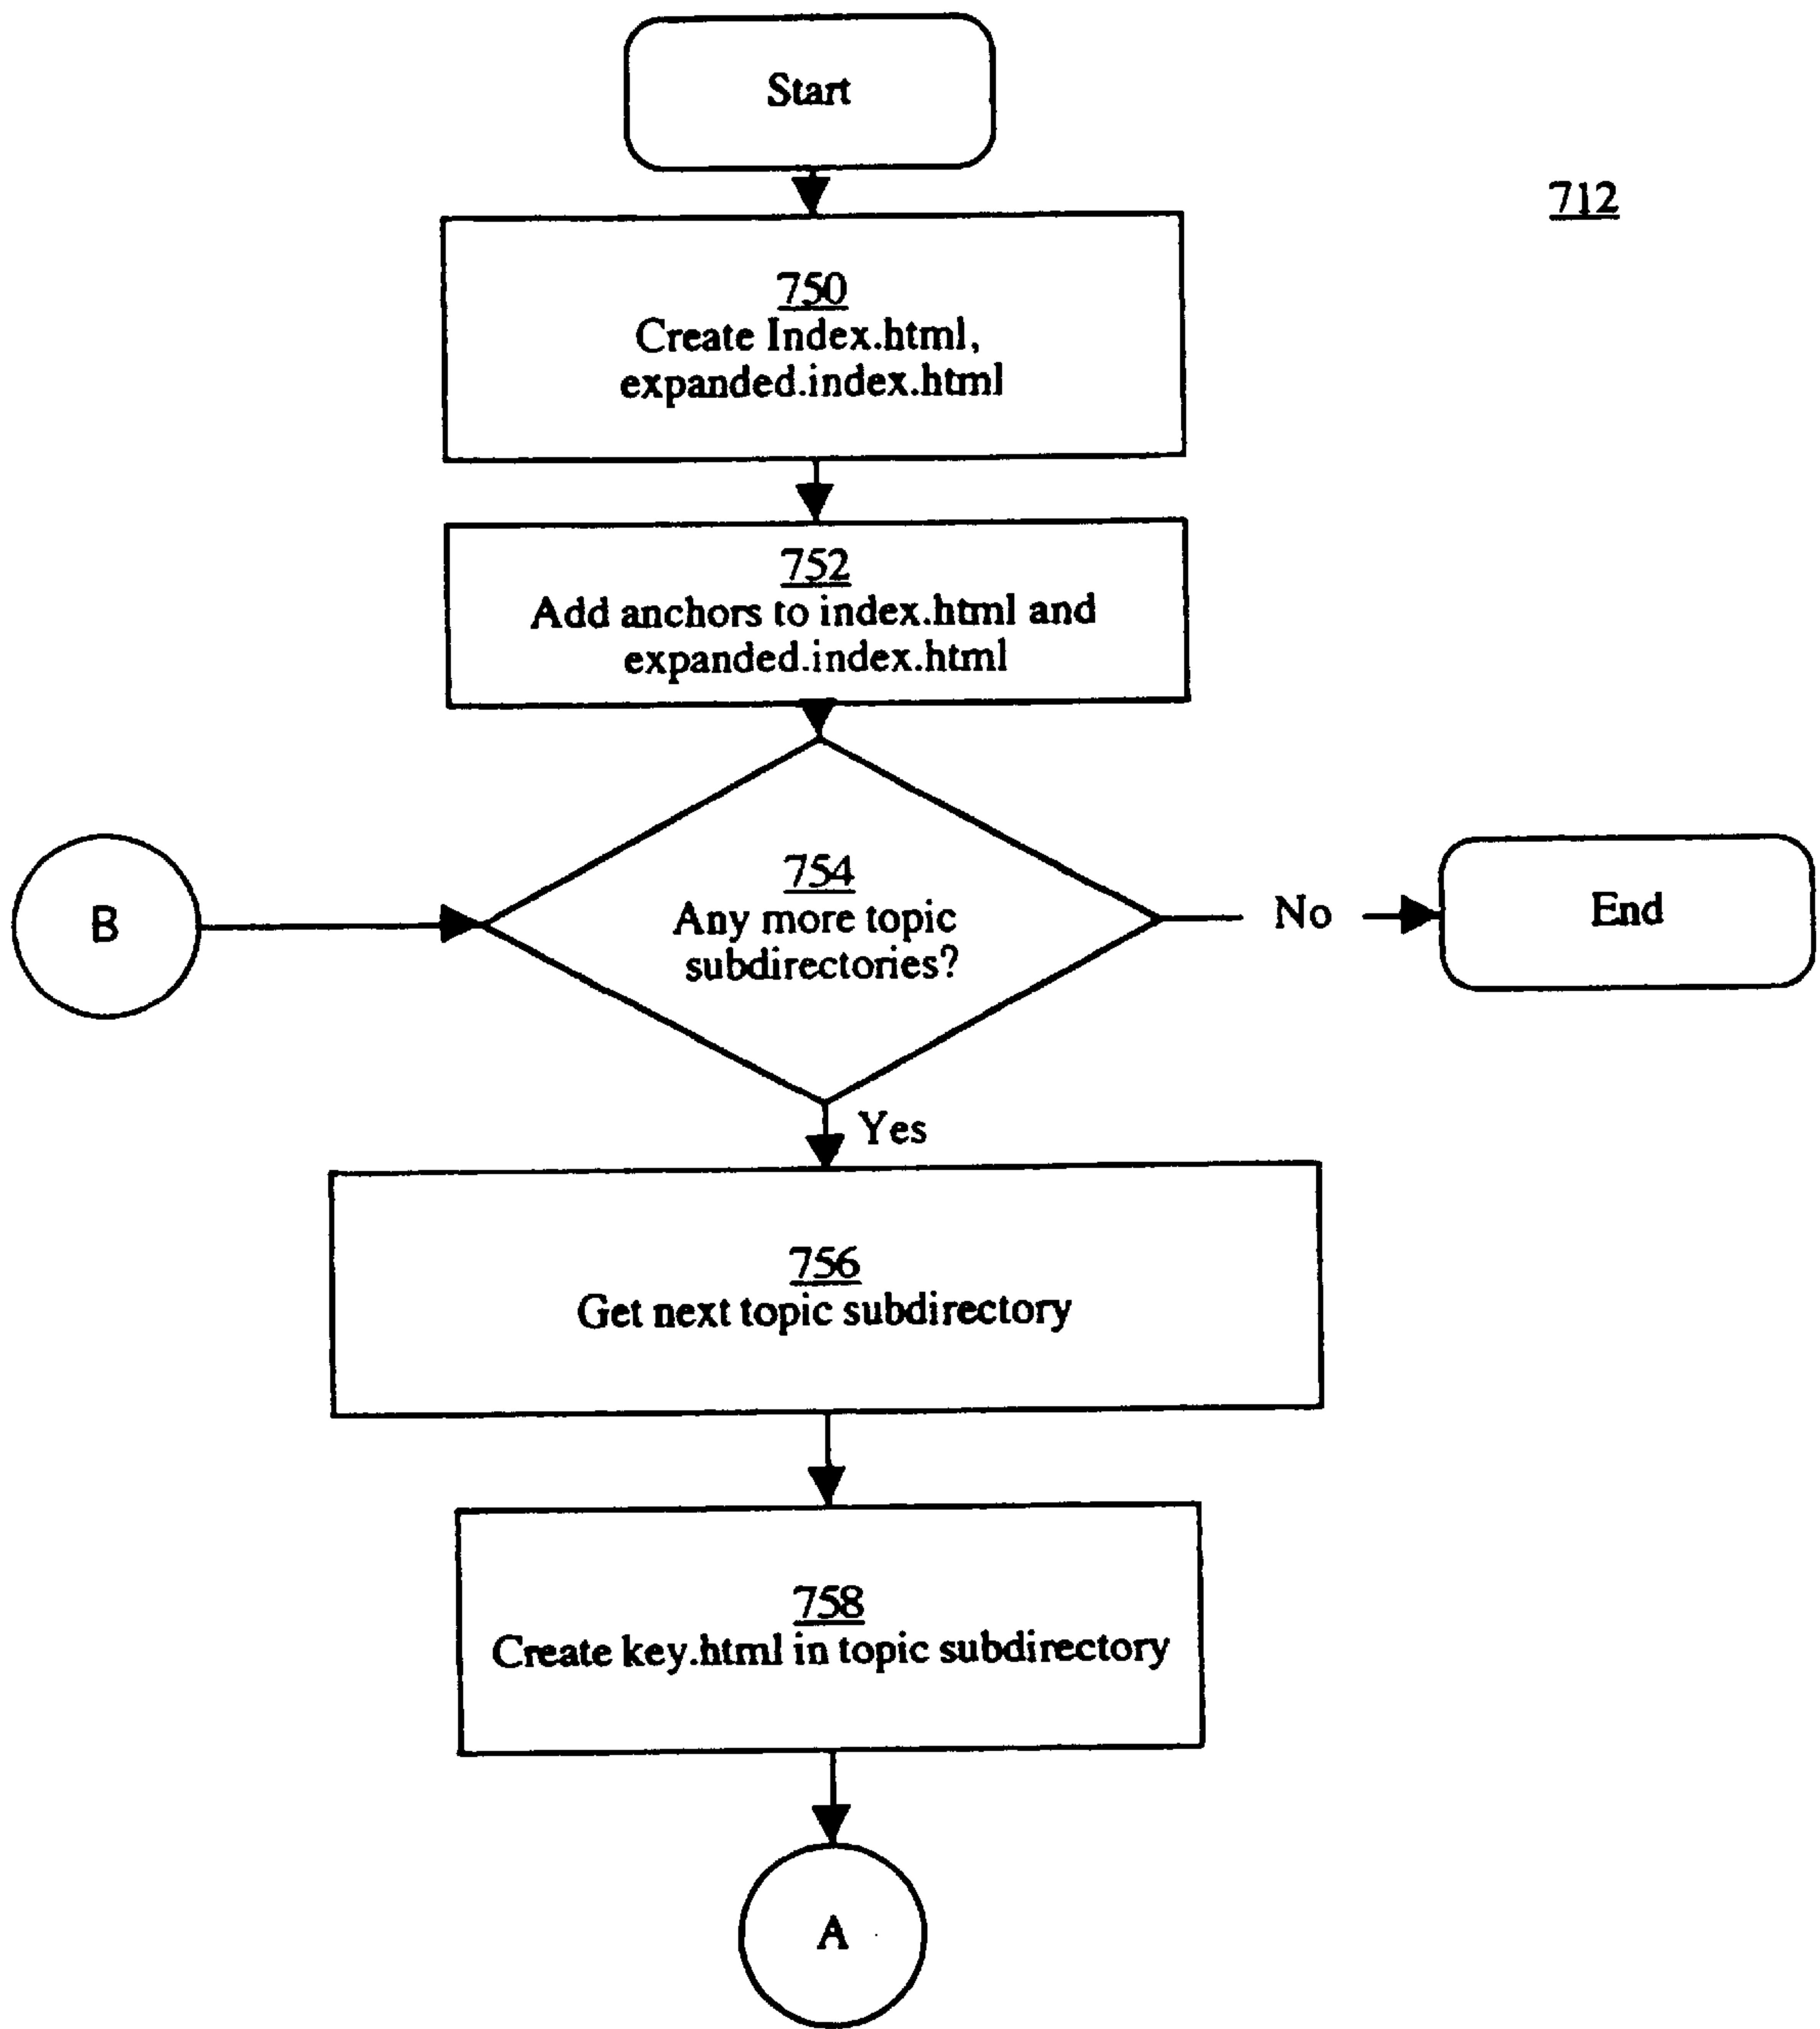 Start
712
750
Create Index.html,
expanded.index.html
752
Add anchors to index.html and
expanded.index.html
B
754
Any more topic
subdirectories?
No
End
Yes
756
Get next topic subdirectory
758
Create key.html in topic subdirectory
A